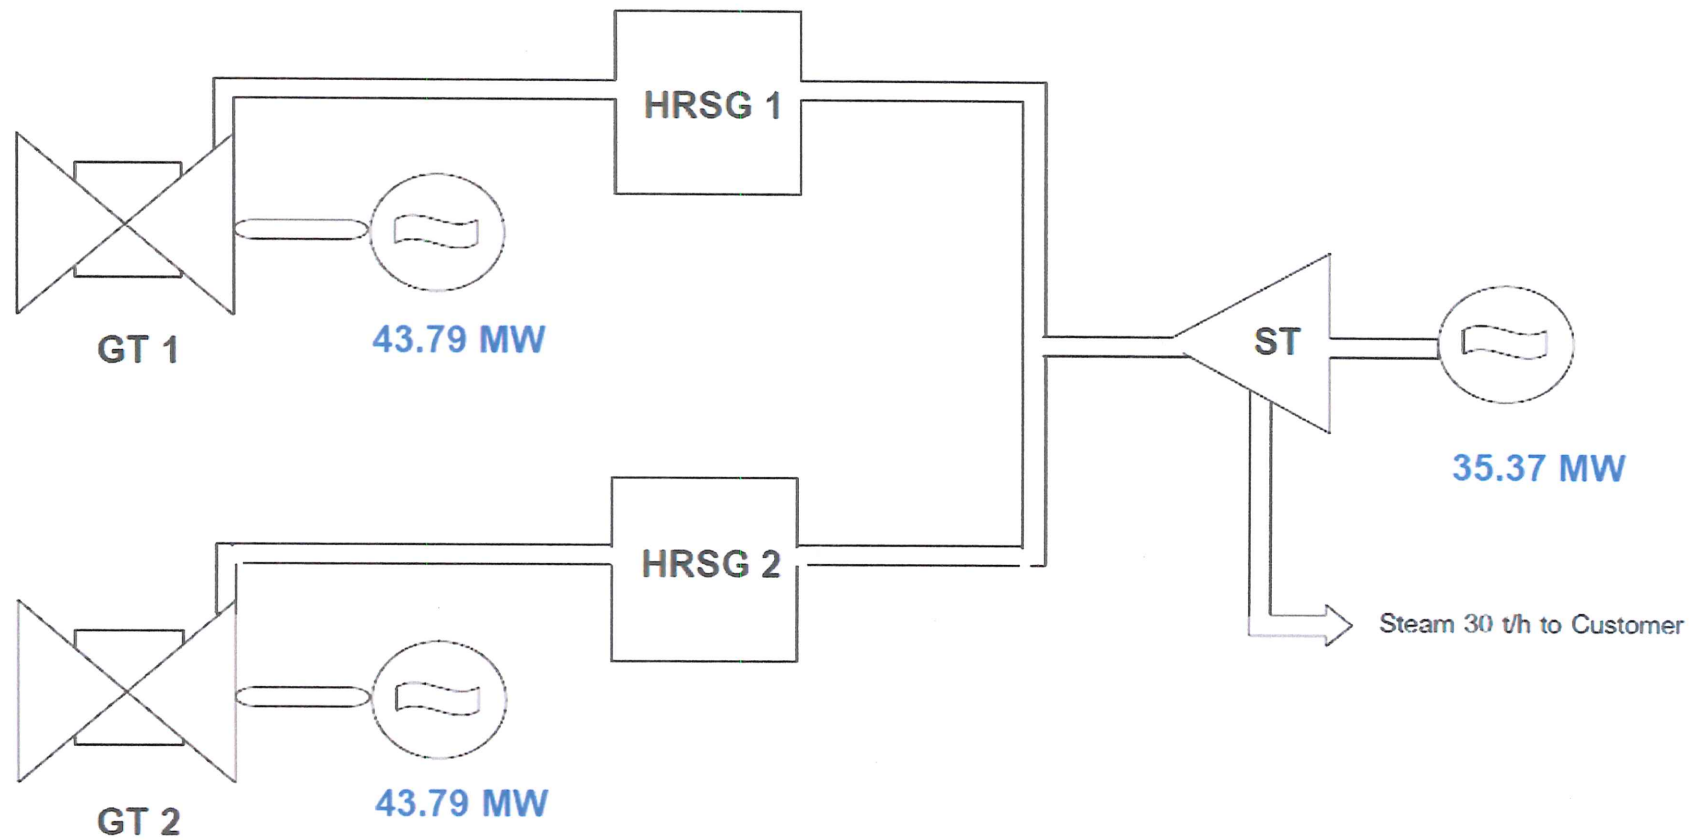 HRSG 1
GT 1
43.79 MW
ST
35.37 MW
HRSG 2
Steam 30 t/h to Customer
GT 2
43.79 MW